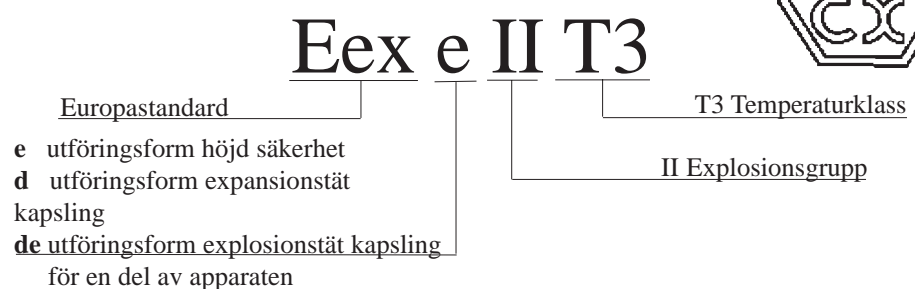 Eex e II T3
Europastandard
T3 Temperaturklass
e utföringsform höjd säkerhet
d utföringsform expansionstät
kapsling
II Explosionsgrupp
de utföringsform explosionstät kapsling
för en del av apparaten